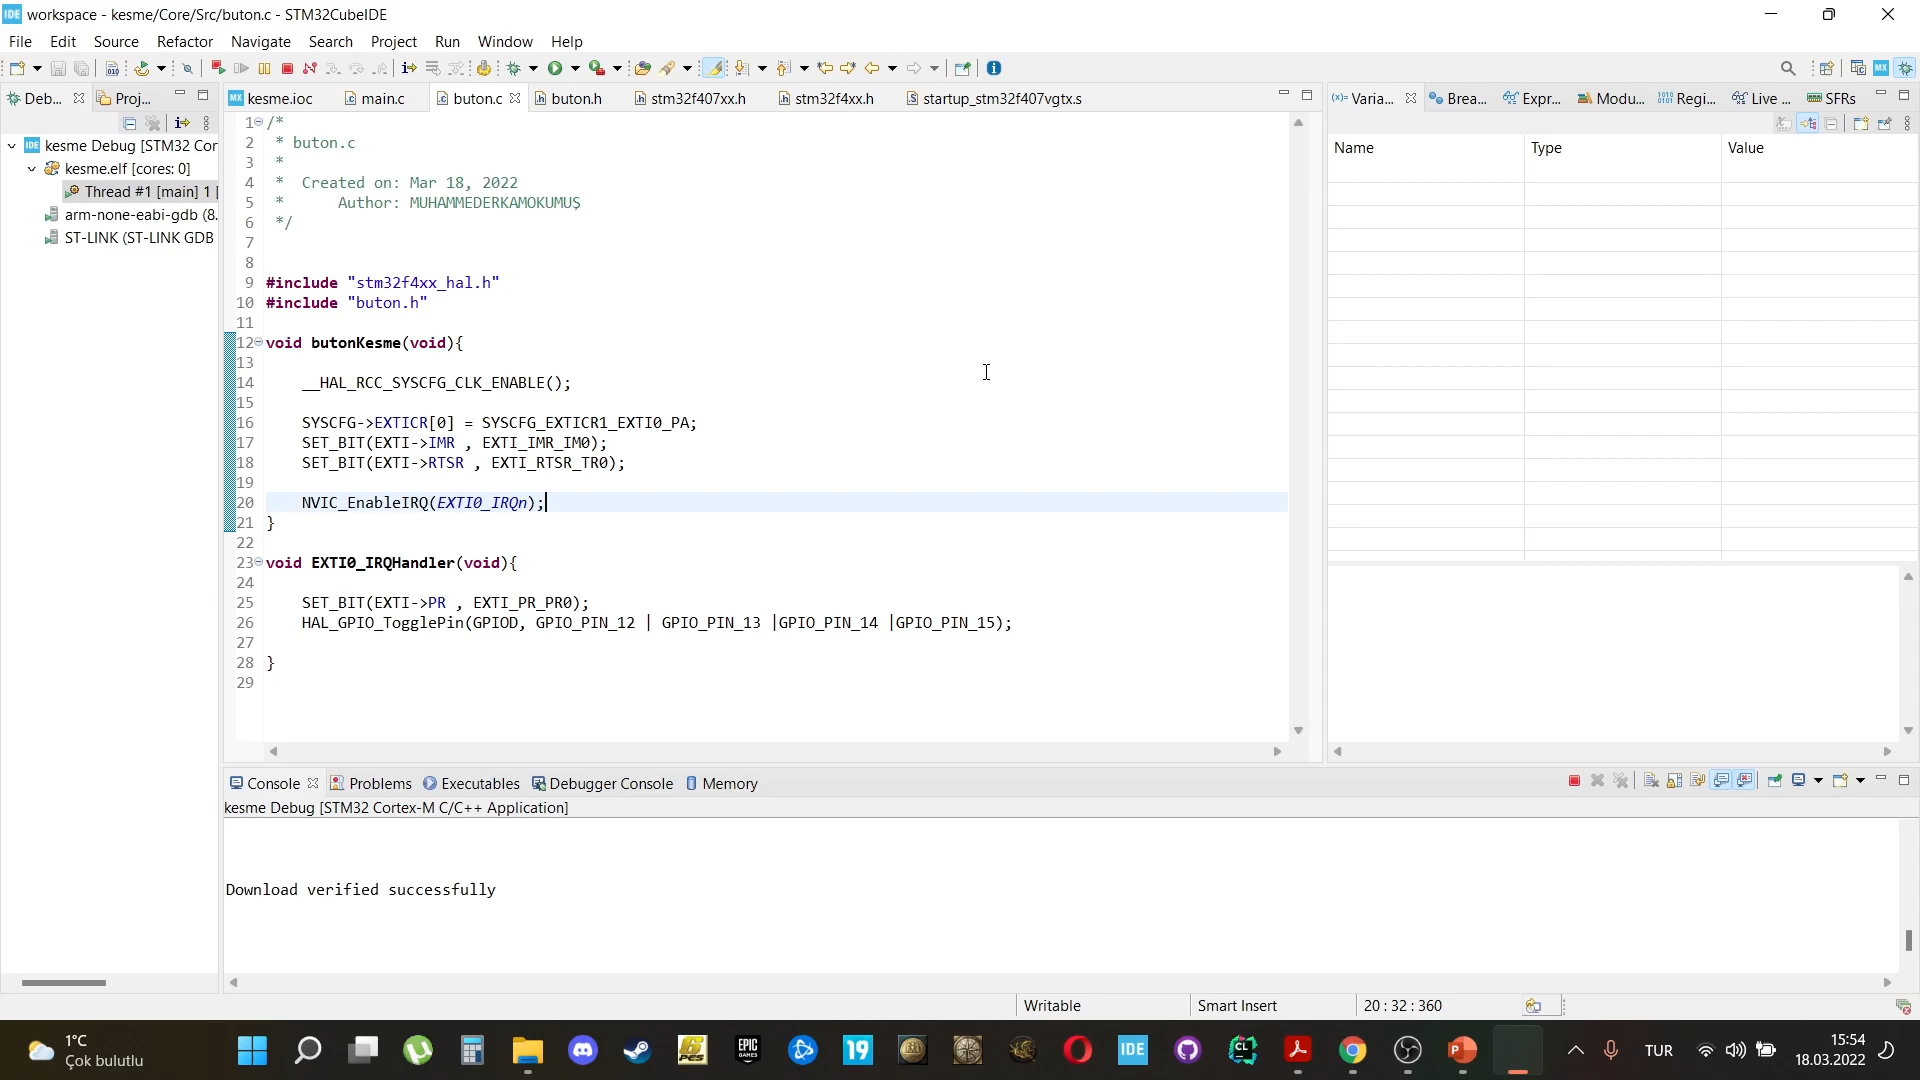 workspace - kesme/Core/Src/buton.c - STM32CubeIDE
File Edit Source Refactor Navigate Search Project Run Window Help
Deb... Proj... kesme.ioc main.c buton.c buton.h stm32f407xx.h stm32f4xx.h startup_stm32f407vgtx.s Varia... Brea... Expr... Modu... Regi... Live ... SFRs
kesme Debug [STM32 Cor
kesme.elf [cores: 0]
Thread #1 [main] 1 [
arm-none-eabi-gdb (8.
ST-LINK (ST-LINK GDB
1 /*
2  * buton.c
3  *
4  *  Created on: Mar 18, 2022
5  *      Author: MUHAMMEDERKAMOKUMUŞ
6  */
7
8
9 #include "stm32f4xx_hal.h"
10 #include "buton.h"
11
12 void butonKesme(void){
13
14     __HAL_RCC_SYSCFG_CLK_ENABLE();
15
16     SYSCFG->EXTICR[0] = SYSCFG_EXTICR1_EXTI0_PA;
17     SET_BIT(EXTI->IMR , EXTI_IMR_IM0);
18     SET_BIT(EXTI->RTSR , EXTI_RTSR_TR0);
19
20     NVIC_EnableIRQ(EXTI0_IRQn);
21 }
22
23 void EXTI0_IRQHandler(void){
24
25     SET_BIT(EXTI->PR , EXTI_PR_PR0);
26     HAL_GPIO_TogglePin(GPIOD, GPIO_PIN_12 | GPIO_PIN_13 |GPIO_PIN_14 |GPIO_PIN_15);
27
28 }
29
Name Type Value
Console Problems Executables Debugger Console Memory
kesme Debug [STM32 Cortex-M C/C++ Application]
Download verified successfully
Writable Smart Insert 20 : 32 : 360
1°C
Çok bulutlu
TUR
15:54
18.03.2022